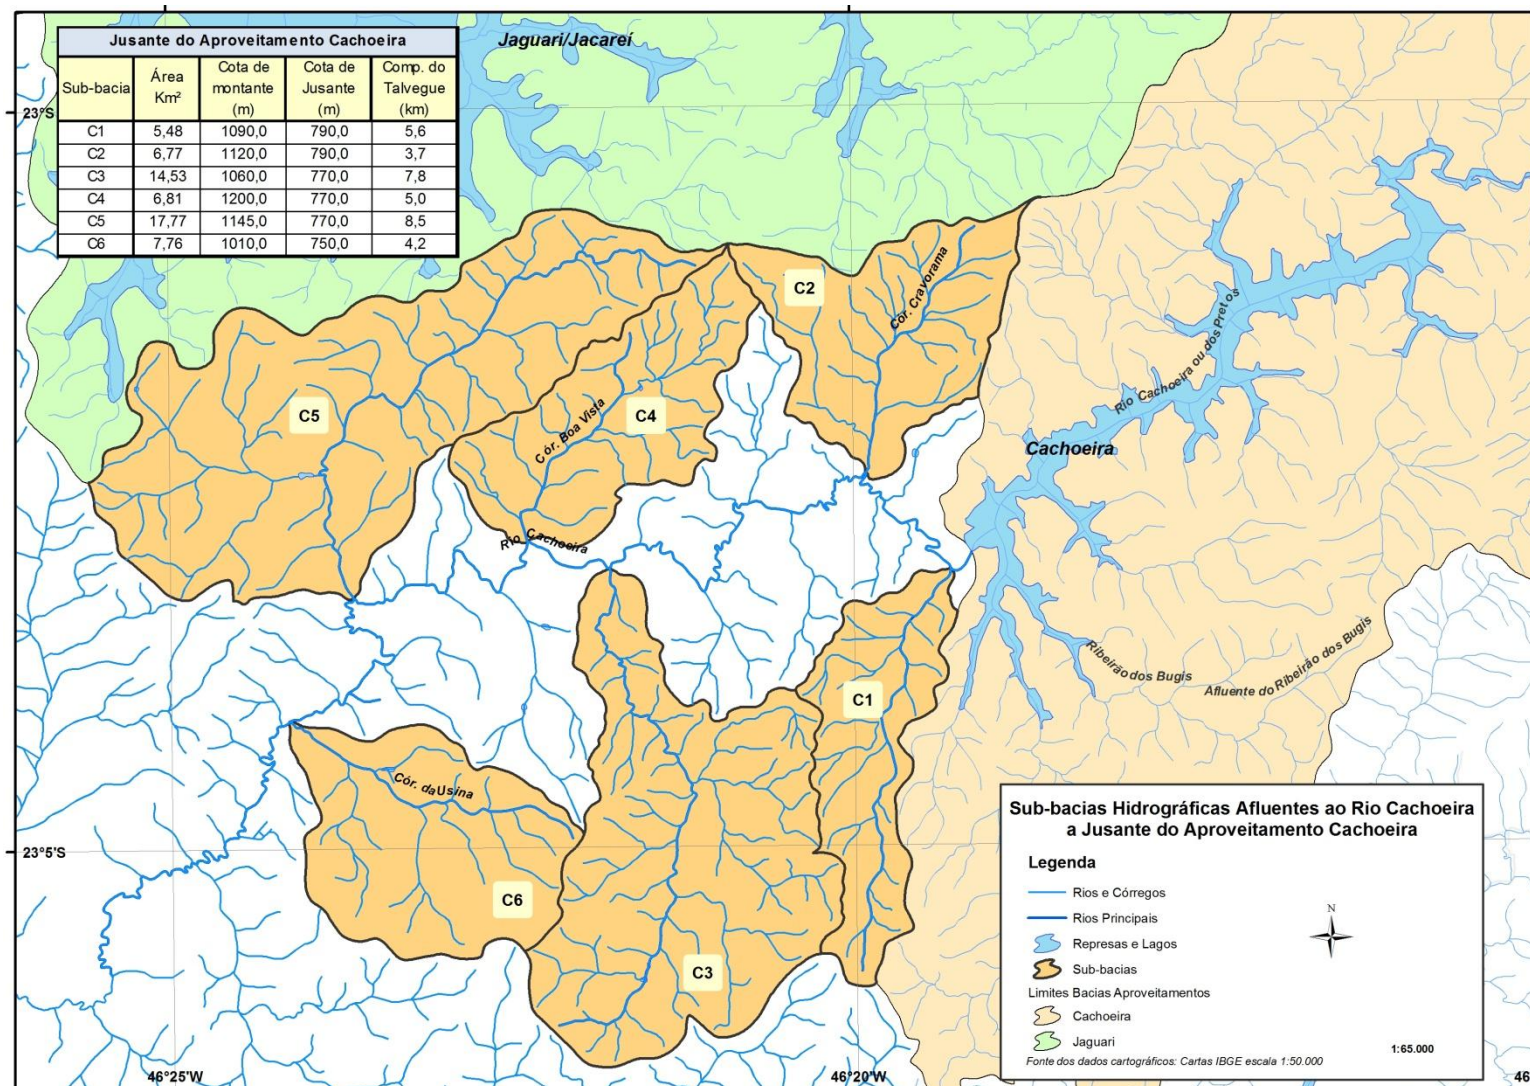 Jusante do Aproveitamento Cachoeira
Sub-bacia Área Km² Cota de montante (m) Cota de Jusante (m) Comp. do Talvegue (km)
C1 5,48 1090,0 790,0 5,6
C2 6,77 1120,0 790,0 3,7
C3 14,53 1060,0 770,0 7,8
C4 6,81 1200,0 770,0 5,0
C5 17,77 1145,0 770,0 8,5
C6 7,76 1010,0 750,0 4,2
Jaguari/Jacareí
23°S
C2
Cór. Cravorama
Rio Cachoeira ou dos Pretos
C5
C4
Cór. Boa Vista
Cachoeira
Rio Cachoeira
Ribeirão dos Bugis
Afluente do Ribeirão dos Bugis
C1
Cór. da Usina
23°5'S
C6
C3
Sub-bacias Hidrográficas Afluentes ao Rio Cachoeira
a Jusante do Aproveitamento Cachoeira
Legenda
Rios e Córregos
Rios Principais
N
Represas e Lagos
Sub-bacias
Limites Bacias Aproveitamentos
Cachoeira
Jaguari
1:65.000
Fonte dos dados cartográficos: Cartas IBGE escala 1:50.000
46°25'W
46°20'W
46